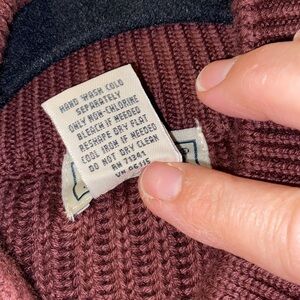 HAND WASH COLD
SEPARATELY
ONLY NON-CHLORINE
BLEACH IF NEEDED
RESHAPE DRY FLAT
COOL IRON IF NEEDED
DO NOT DRY CLEAN
RN 71361